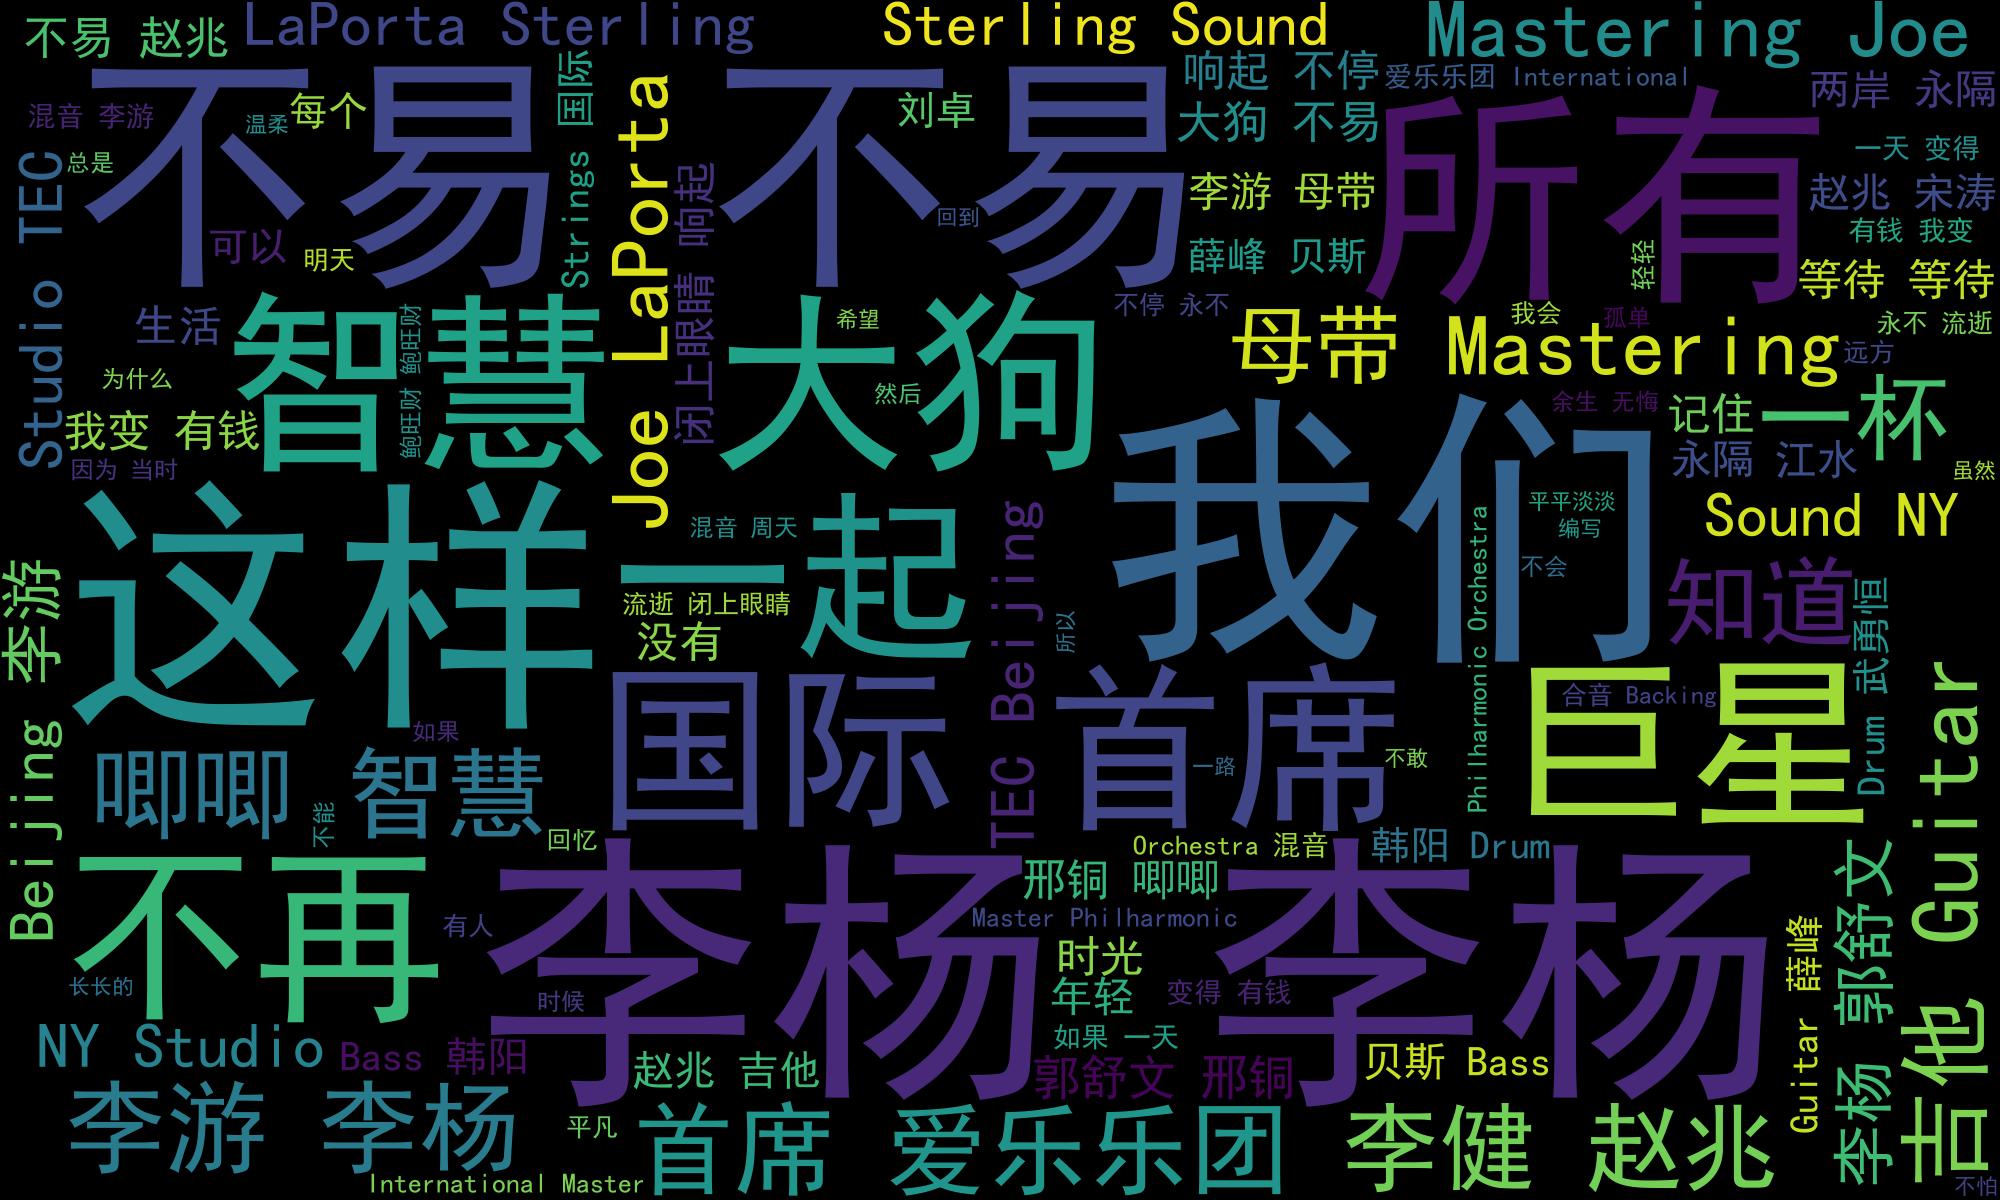 不易 赵兆
LaPorta Sterling
Sterling Sound
Mastering Joe
不易 不易
所有
响起 不停
爱乐乐团 International
两岸 永隔
混音 李游
温柔
每个
国际
刘卓
大狗 不易
总是
一天 变得
Studio TEC
Strings
Joe LaPorta
闭上眼睛 响起
李游 母带
赵兆 宋涛
回到
可以
明天
薛峰 贝斯
轻轻
有钱 我变
等待 等待
生活
智慧
鲍旺财 鲍旺财
大狗
希望
不停 永不
母带 Mastering
我会
孤单
永不 流逝
远方
为什么
然后
我变 有钱
余生 无悔
记住
一杯
因为 当时
我们
永隔 江水
虽然
这样
一起
混音 周天
TEC Beijing
平平淡淡
编写
Sound NY
Philharmonic Orchestra
不会
知道
流逝 闭上眼睛
没有
所以
Beijing 李游
Drum 武勇恒
国际 首席
巨星
合音 Backing
吉他 Guitar
如果
唧唧 智慧
一路
不敢
不能
回忆
Orchestra 混音
韩阳 Drum
不再
李杨 李杨
邢铜 唧唧
李杨 郭舒文
有人
Master Philharmonic
Guitar 薛峰
时光
长长的
时候
年轻
变得 有钱
NY Studio
Bass 韩阳
如果 一天
赵兆 吉他
郭舒文 邢铜
贝斯 Bass
李游 李杨
平凡
首席 爱乐乐团
李健 赵兆
International Master
不怕